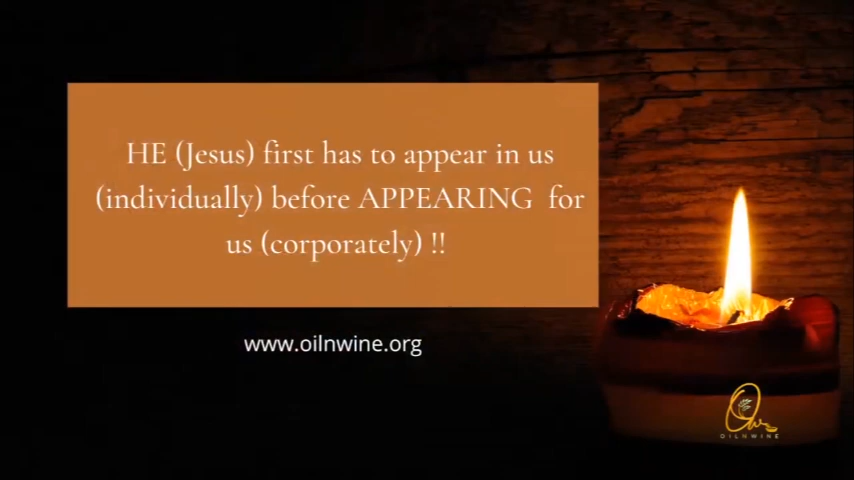 HE (Jesus) first has to appear in us
(individually) before APPEARING for
us (corporately) !!
www.oilnwine.org
OILNWINE